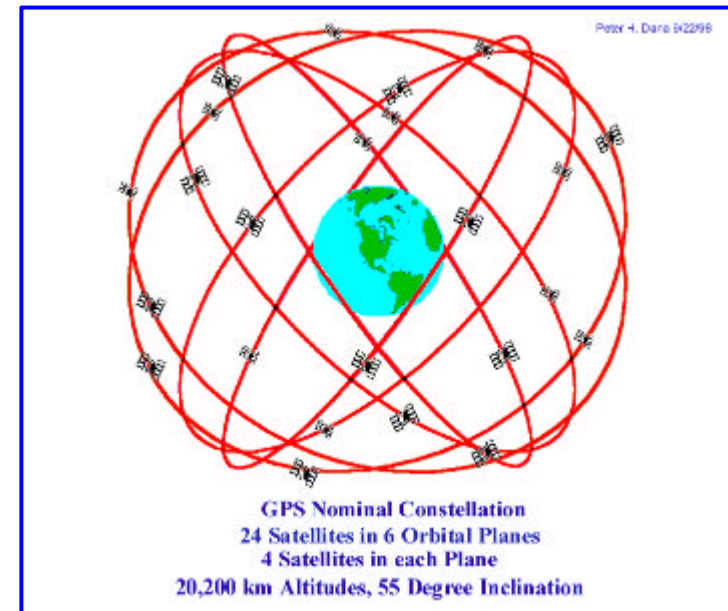 Peter H. Dana 9/22/98
GPS Nominal Constellation
24 Satellites in 6 Orbital Planes
4 Satellites in each Plane
20,200 km Altitudes, 55 Degree Inclination